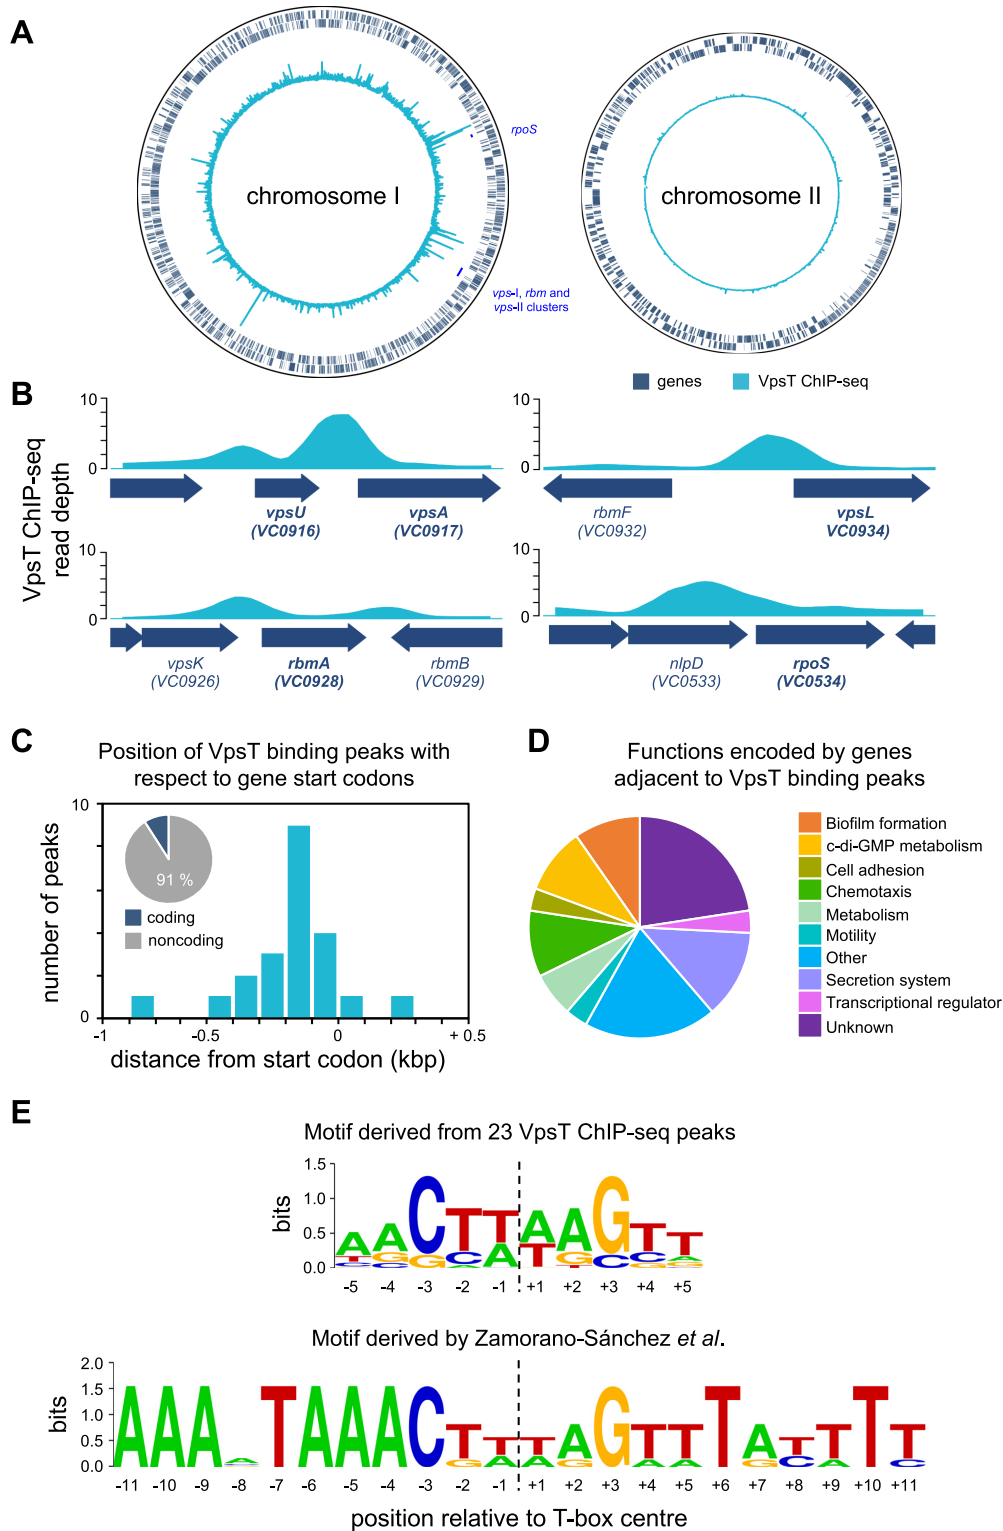 A
rpoS
chromosome I
chromosome II
vps-I, rbm and
vps-II clusters
genes
VpsT ChIP-seq
B
VpsT ChIP-seq
read depth
10
0
vpsU
(VC0916)
vpsA
(VC0917)
10
0
rbmF
(VC0932)
vpsL
VC0934)
10
0
vpsK
(VC0926)
rbmA
(VC0928)
rbmB
(VC0929)
10
0
nlpD
(VC0533)
rpoS
(VC0534)
C
Position of VpsT binding peaks with
respect to gene start codons
number of peaks
10
0
91 %
coding
noncoding
-1
-0.5
0
+ 0.5
distance from start codon (kbp)
D
Functions encoded by genes
adjacent to VpsT binding peaks
Biofilm formation
c-di-GMP metabolism
Cell adhesion
Chemotaxis
Metabolism
Motility
Other
Secretion system
Transcriptional regulator
Unknown
E
Motif derived from 23 VpsT ChIP-seq peaks
bits
1.5
1.0
0.5
0.0
A A C T T A A G T T
T G G C A T G C C A
C C A T G G
-5 -4 -3 -2 -1 +1 +2 +3 +4 +5
Motif derived by Zamorano-Sánchez et al.
bits
2.0
1.5
1.0
0.5
0.0
A A A A T A A A C T T T A G T T T A T T T T
G A A G A A G C A C
-11 -10 -9 -8 -7 -6 -5 -4 -3 -2 -1 +1 +2 +3 +4 +5 +6 +7 +8 +9 +10 +11
position relative to T-box centre